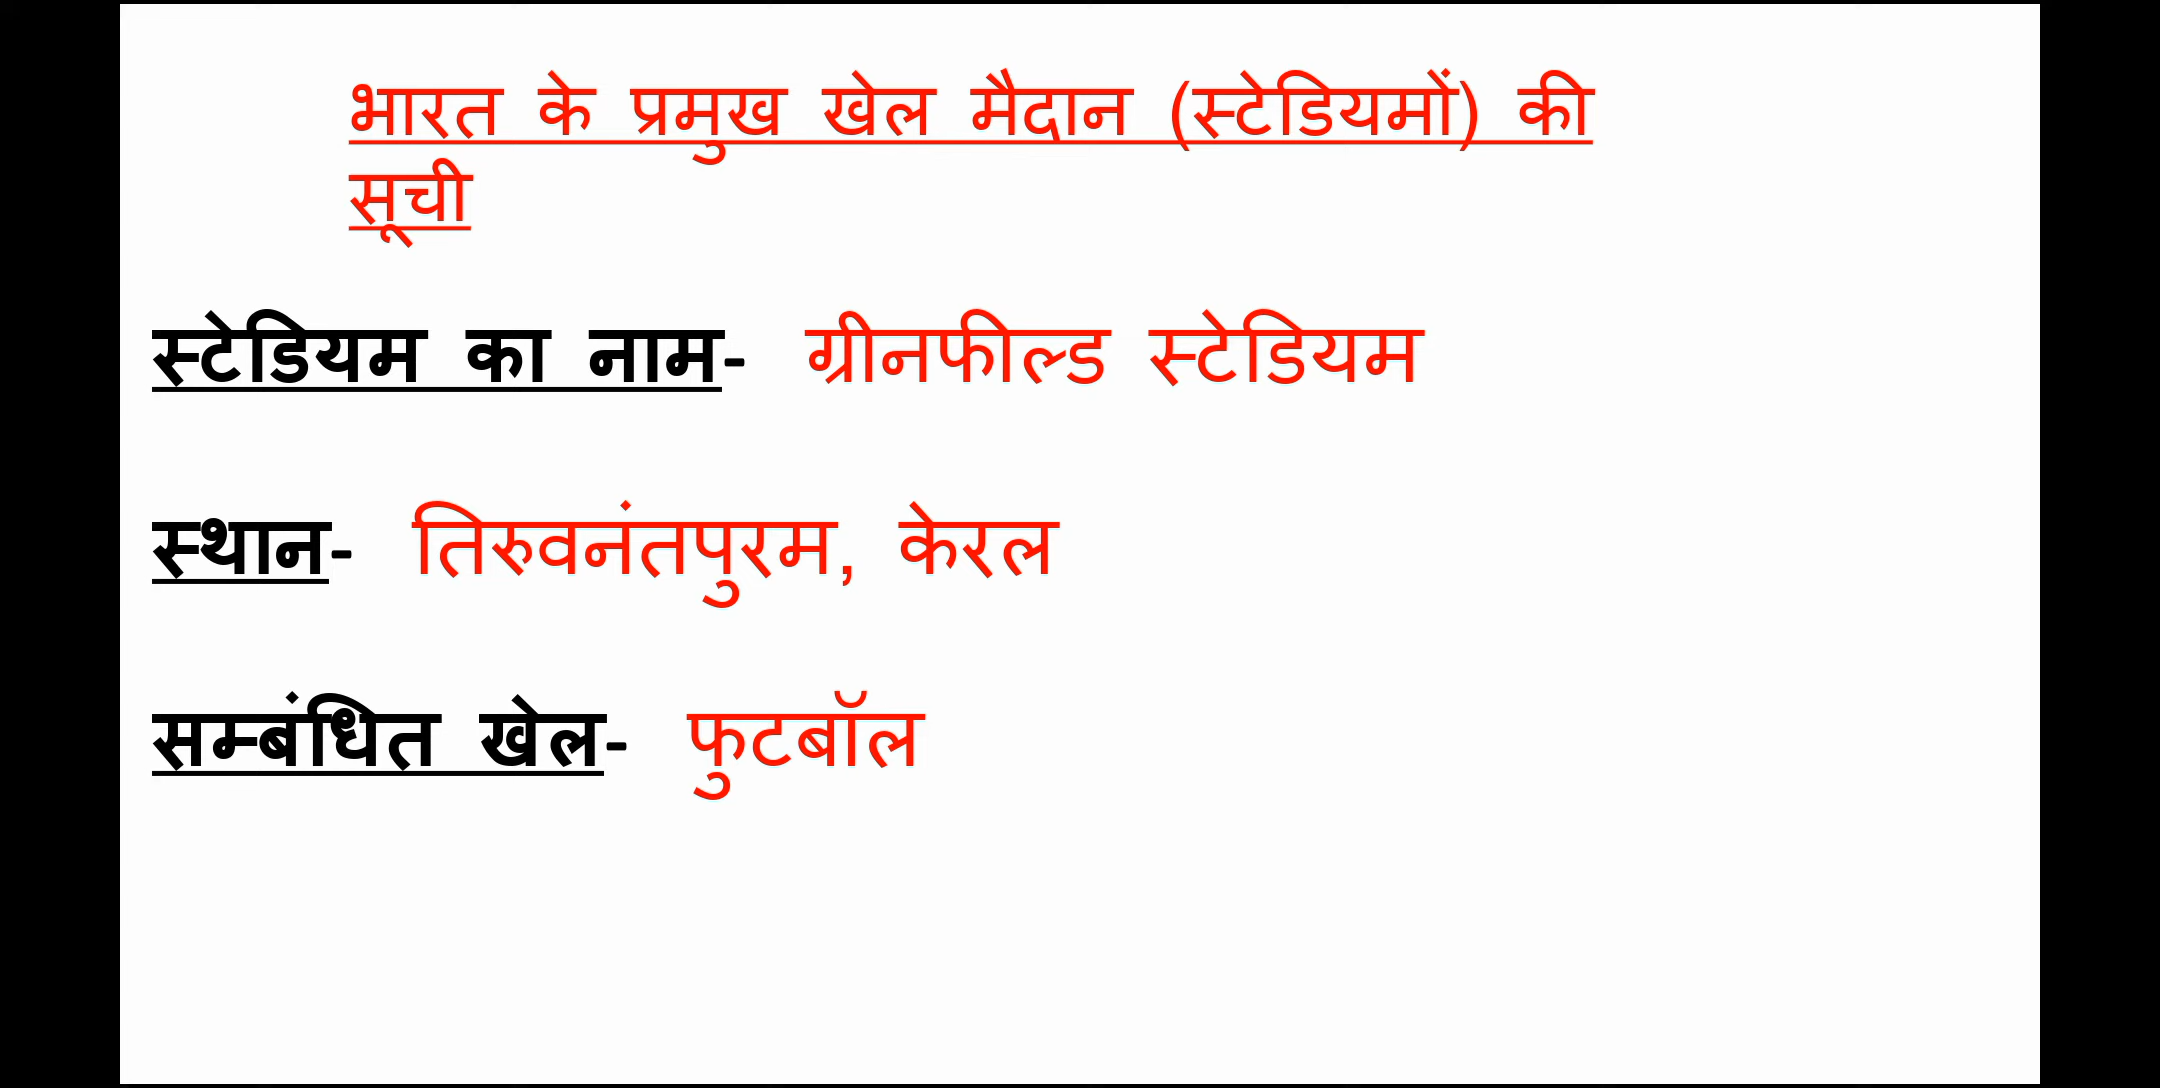 भारत के प्रमुख खेल मैदान (स्टेडियमों) की
सूची
स्टेडियम का नाम- ग्रीनफील्ड स्टेडियम
स्थान- तिरुवनंतपुरम, केरल
सम्बंधित खेल- फुटबॉल